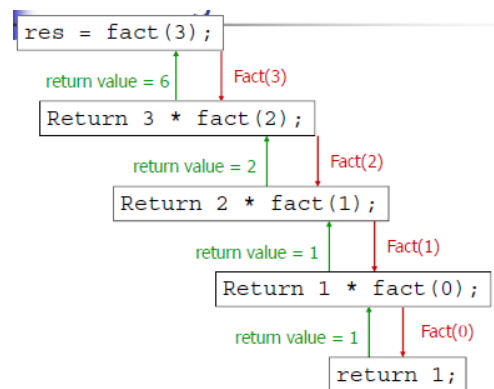 res = fact(3);
return value = 6
Fact(3)
Return 3 * fact(2);
return value = 2
Fact(2)
Return 2 * fact(1);
return value = 1
Fact(1)
Return 1 * fact(0);
return value = 1
Fact(0)
return 1;